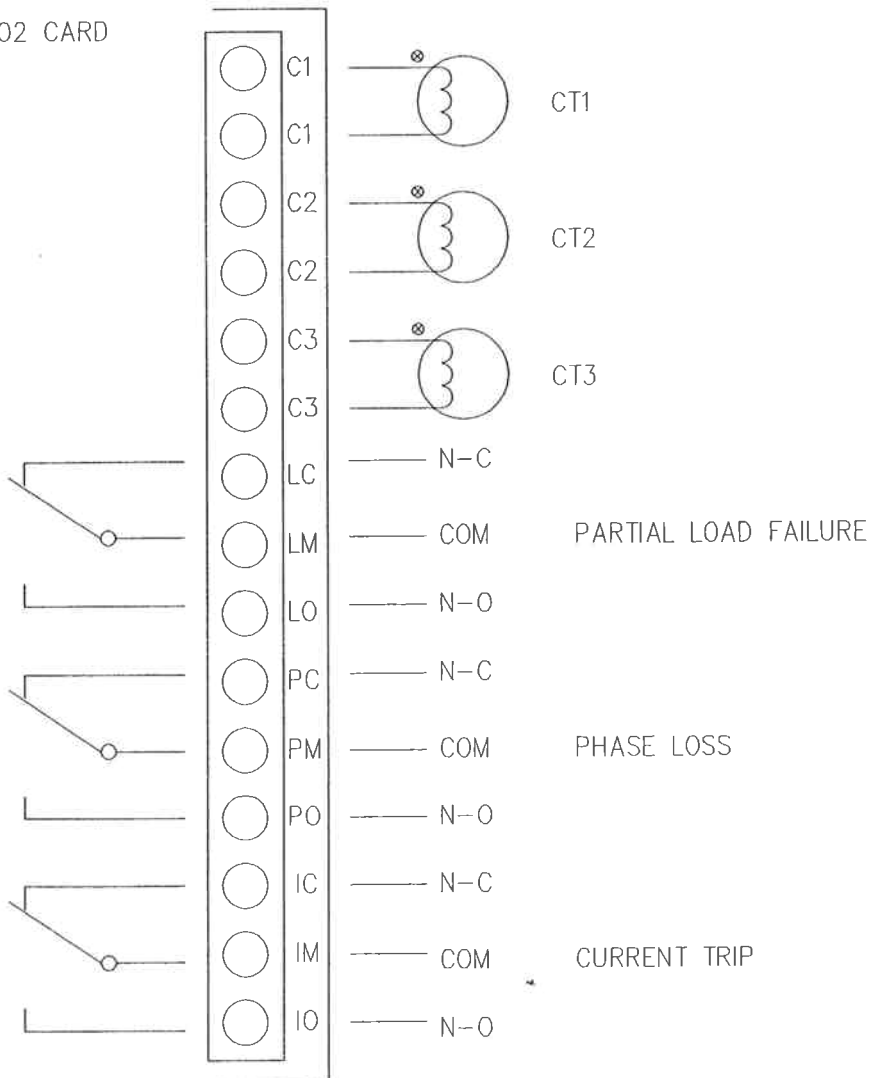 02 CARD
C1
C1
CT1
C2
C2
CT2
C3
C3
CT3
LC N-C
LM COM PARTIAL LOAD FAILURE
LO N-O
PC N-C
PM COM PHASE LOSS
PO N-O
IC N-C
IM COM CURRENT TRIP
IO N-O